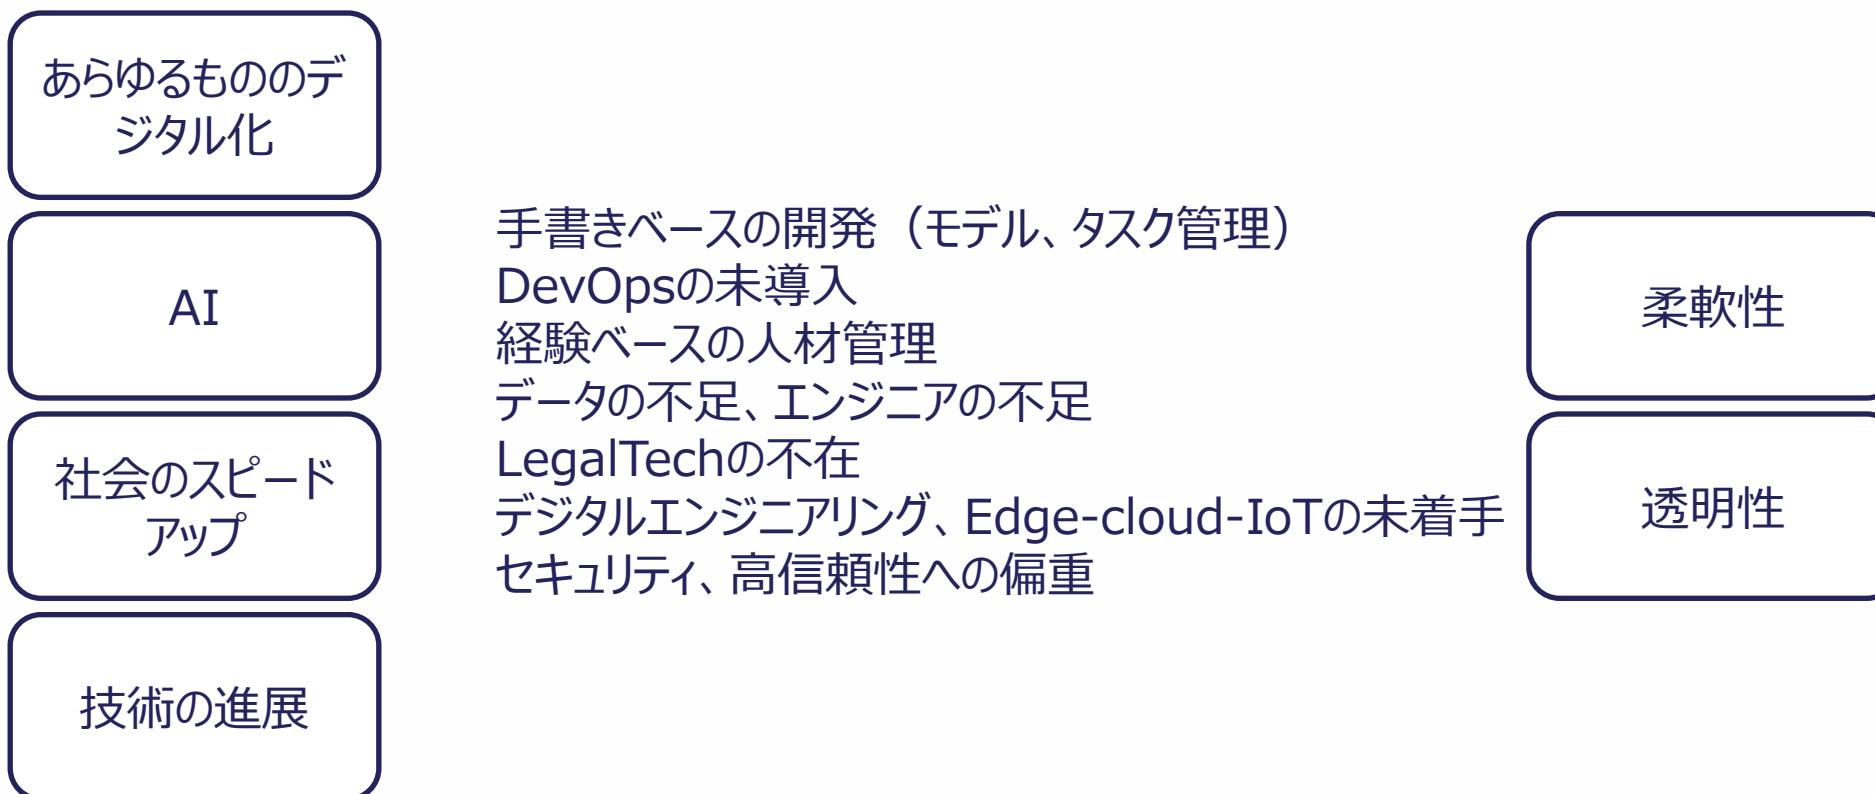 あらゆるもののデ
ジタル化
AI
社会のスピード
アップ
技術の進展
手書きベースの開発（モデル、タスク管理）
DevOpsの未導入
経験ベースの人材管理
データの不足、エンジニアの不足
LegalTechの不在
デジタルエンジニアリング、Edge-cloud-IoTの未着手
セキュリティ、高信頼性への偏重
柔軟性
透明性